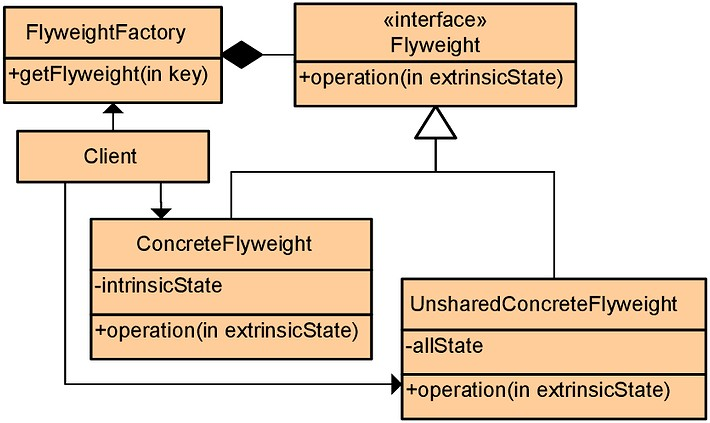 FlyweightFactory
+getFlyweight(in key)
«interface»
Flyweight
+operation(in extrinsicState)
Client
ConcreteFlyweight
-intrinsicState
+operation(in extrinsicState)
UnsharedConcreteFlyweight
-allState
+operation(in extrinsicState)